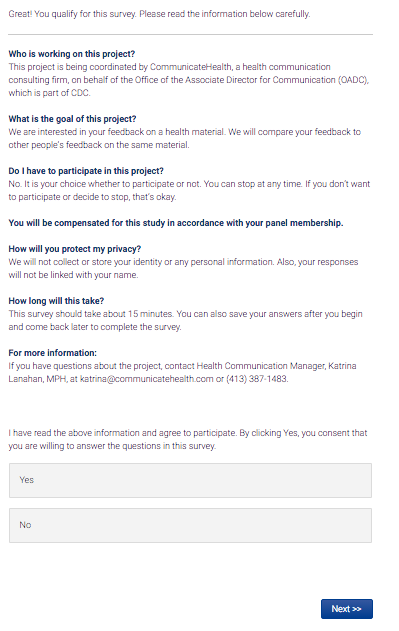 Great! You qualify for this survey. Please read the information below carefully.
Who is working on this project?
This project is being coordinated by CommunicateHealth, a health communication
consulting firm, on behalf of the Office of the Associate Director for Communication (OADC),
which is part of CDC.
What is the goal of this project?
We are interested in your feedback on a health material. We will compare your feedback to
other people's feedback on the same material.
Do I have to participate in this project?
No. It is your choice whether to participate or not. You can stop at any time. If you don't want
to participate or decide to stop, that's okay.
You will be compensated for this study in accordance with your panel membership.
How will you protect my privacy?
We will not collect or store your identity or any personal information. Also, your responses
will not be linked with your name.
How long will this take?
This survey should take about 15 minutes. You can also save your answers after you begin
and come back later to complete the survey.
For more information:
If you have questions about the project, contact Health Communication Manager, Katrina
Lanahan, MPH, at katrina@communicatehealth.com or (413) 387-1483.
I have read the above information and agree to participate. By clicking Yes, you consent that
you are willing to answer the questions in this survey.
Yes
No
Next >>